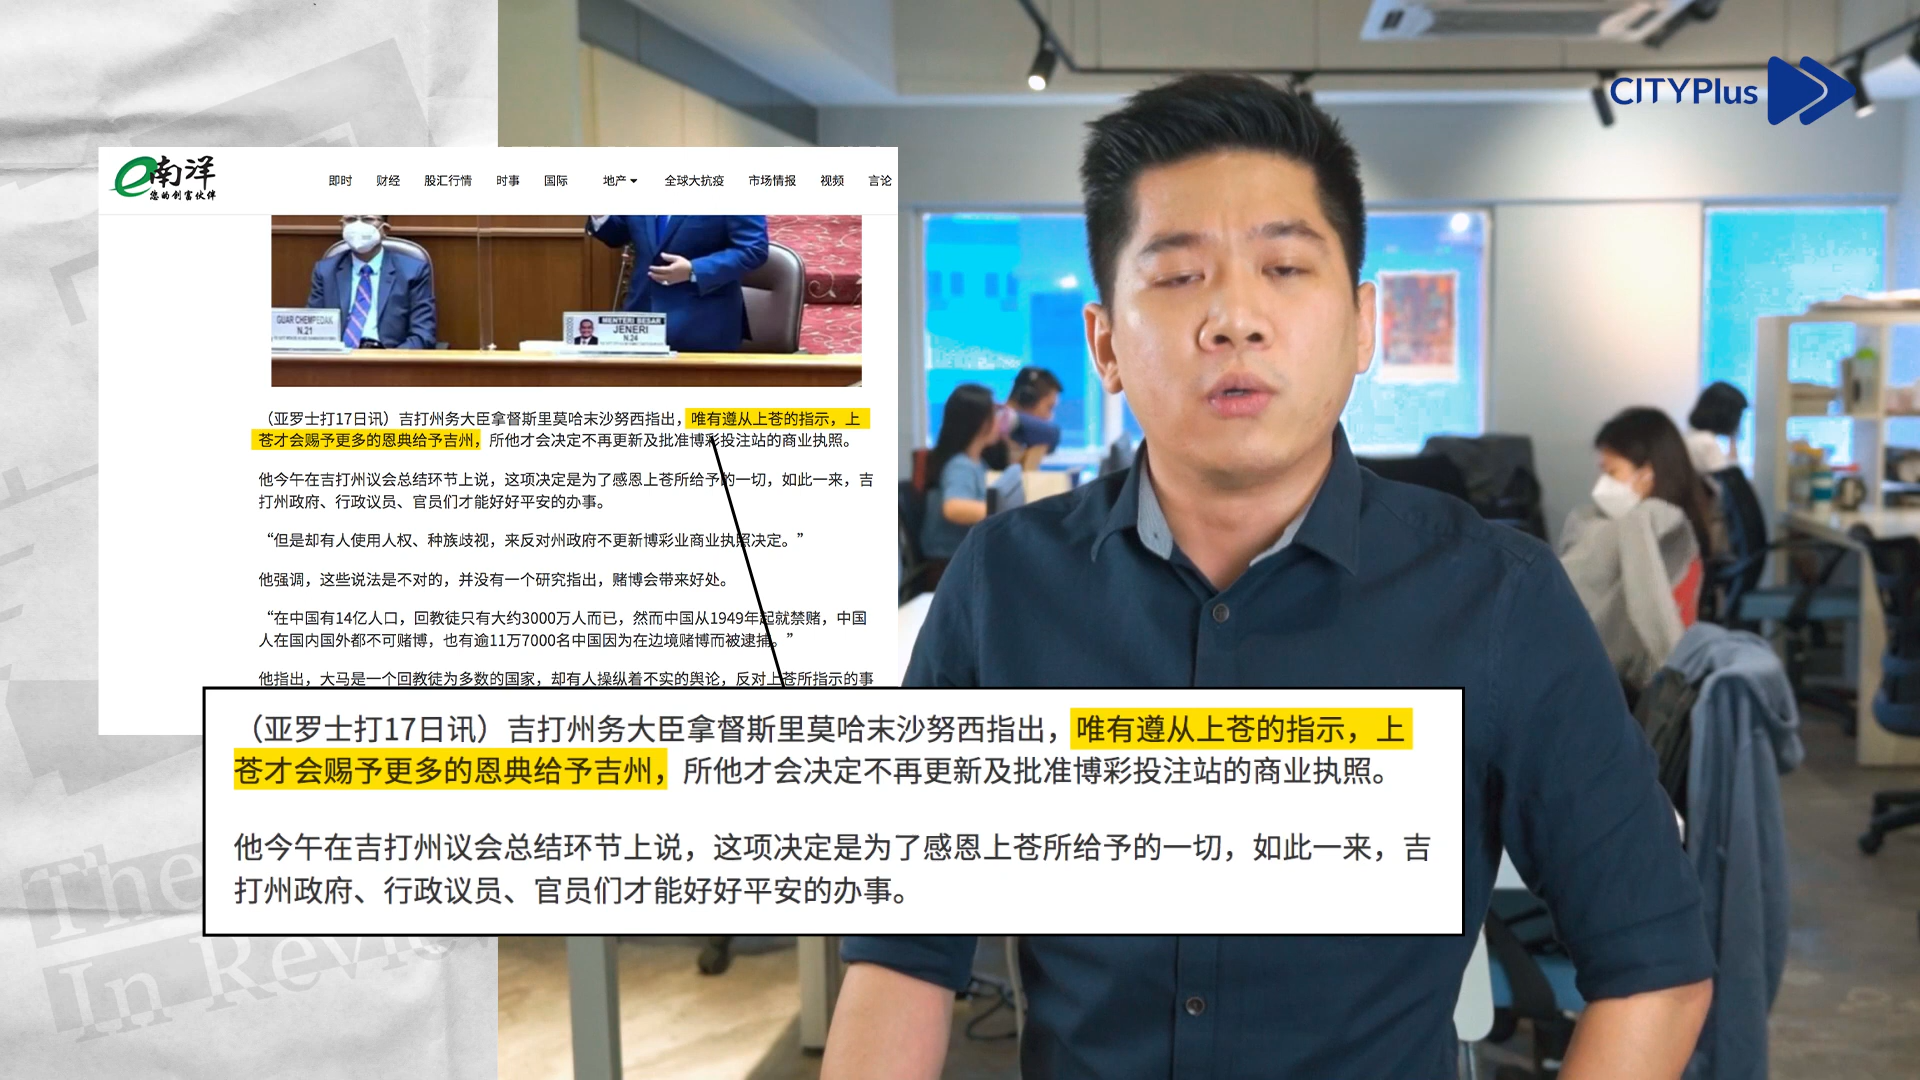 CITYPlus
e南洋
您的创富伙伴
即时 财经 股汇行情 时事 国际 地产 全球大抗疫 市场情报 视频 言论
GUAR CHEMPEDAK
N.21
MENTERI BESAR
JENERI
N.24
（亚罗士打17日讯）吉打州务大臣拿督斯里莫哈末沙努西指出，唯有遵从上苍的指示，上
苍才会赐予更多的恩典给予吉州，所他才会决定不再更新及批准博彩投注站的商业执照。
他今午在吉打州议会总结环节上说，这项决定是为了感恩上苍所给予的一切，如此一来，吉
打州政府、行政议员、官员们才能好好平安的办事。
“但是却有人使用人权、种族歧视，来反对州政府不更新博彩业商业执照决定。”
他强调，这些说法是不对的，并没有一个研究指出，赌博会带来好处。
“在中国有14亿人口，回教徒只有大约3000万人而已，然而中国从1949年起就禁赌，中国
人在国内国外都不可赌博，也有逾11万7000名中国因为在边境赌博而被逮捕。”
他指出，大马是一个回教徒为多数的国家，却有人操纵着不实的舆论，反对上苍所指示的事
（亚罗士打17日讯）吉打州务大臣拿督斯里莫哈末沙努西指出，唯有遵从上苍的指示，上
苍才会赐予更多的恩典给予吉州，所他才会决定不再更新及批准博彩投注站的商业执照。
他今午在吉打州议会总结环节上说，这项决定是为了感恩上苍所给予的一切，如此一来，吉
打州政府、行政议员、官员们才能好好平安的办事。
The
In Review